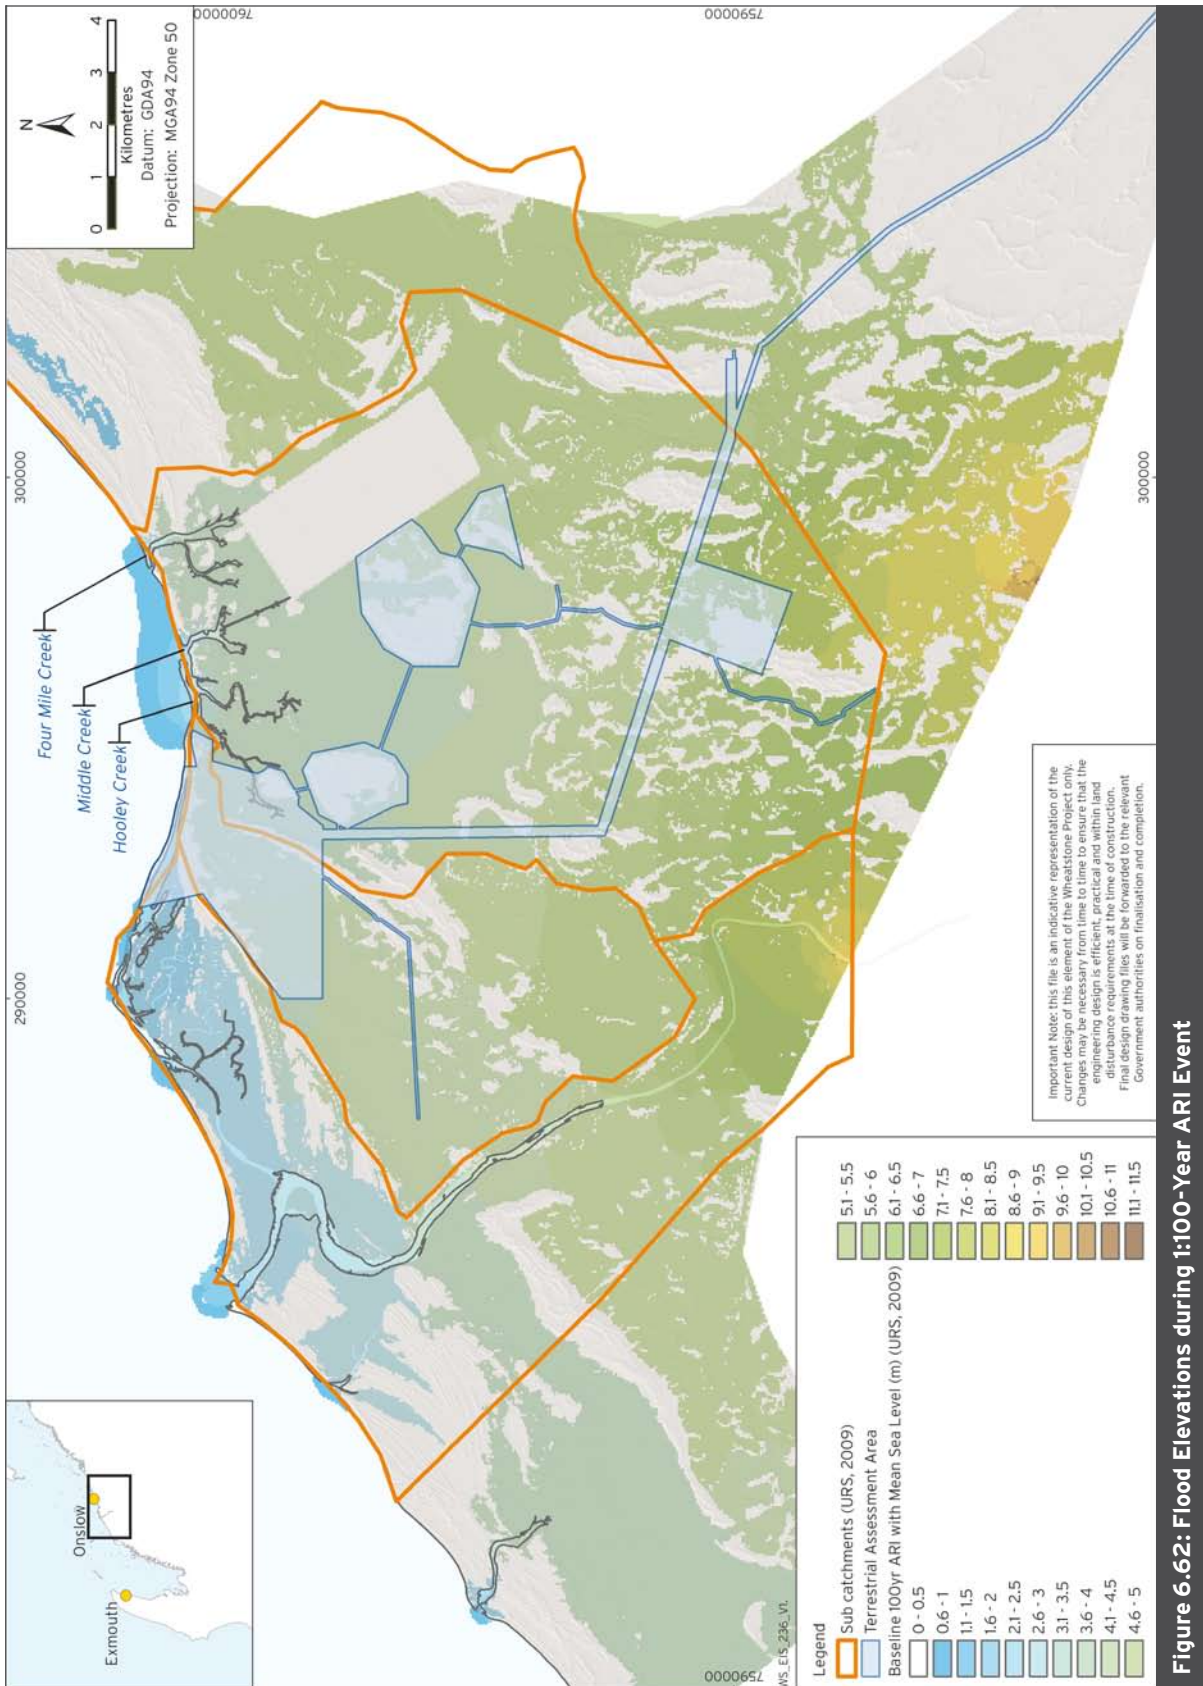 N
0 1 2 3 4
Kilometres
Datum: GDA94
Projection: MGA94 Zone 50
290000
300000
7600000
7595000
Four Mile Creek
Middle Creek
Hooley Creek
Onslow
Exmouth
7595000
300000
WS_EIS_236_V1.
Legend
Sub catchments (URS, 2009)
Terrestrial Assessment Area
Baseline 100yr ARI with Mean Sea Level (m) (URS, 2009)
0 - 0.5
0.6 - 1
1.1 - 1.5
1.6 - 2
2.1 - 2.5
2.6 - 3
3.1 - 3.5
3.6 - 4
4.1 - 4.5
4.6 - 5
5.1 - 5.5
5.6 - 6
6.1 - 6.5
6.6 - 7
7.1 - 7.5
7.6 - 8
8.1 - 8.5
8.6 - 9
9.1 - 9.5
9.6 - 10
10.1 - 10.5
10.6 - 11
11.1 - 11.5
Important Note: this file is an indicative representation of the
current design of this element of the Wheatstone Project only.
Changes may be necessary from time to time to ensure that the
engineering design is efficient, practical and within land
disturbance requirements at the time of construction.
Final design drawing files will be forwarded to the relevant
Government authorities on finalisation and completion.
Figure 6.62: Flood Elevations during 1:100-Year ARI Event